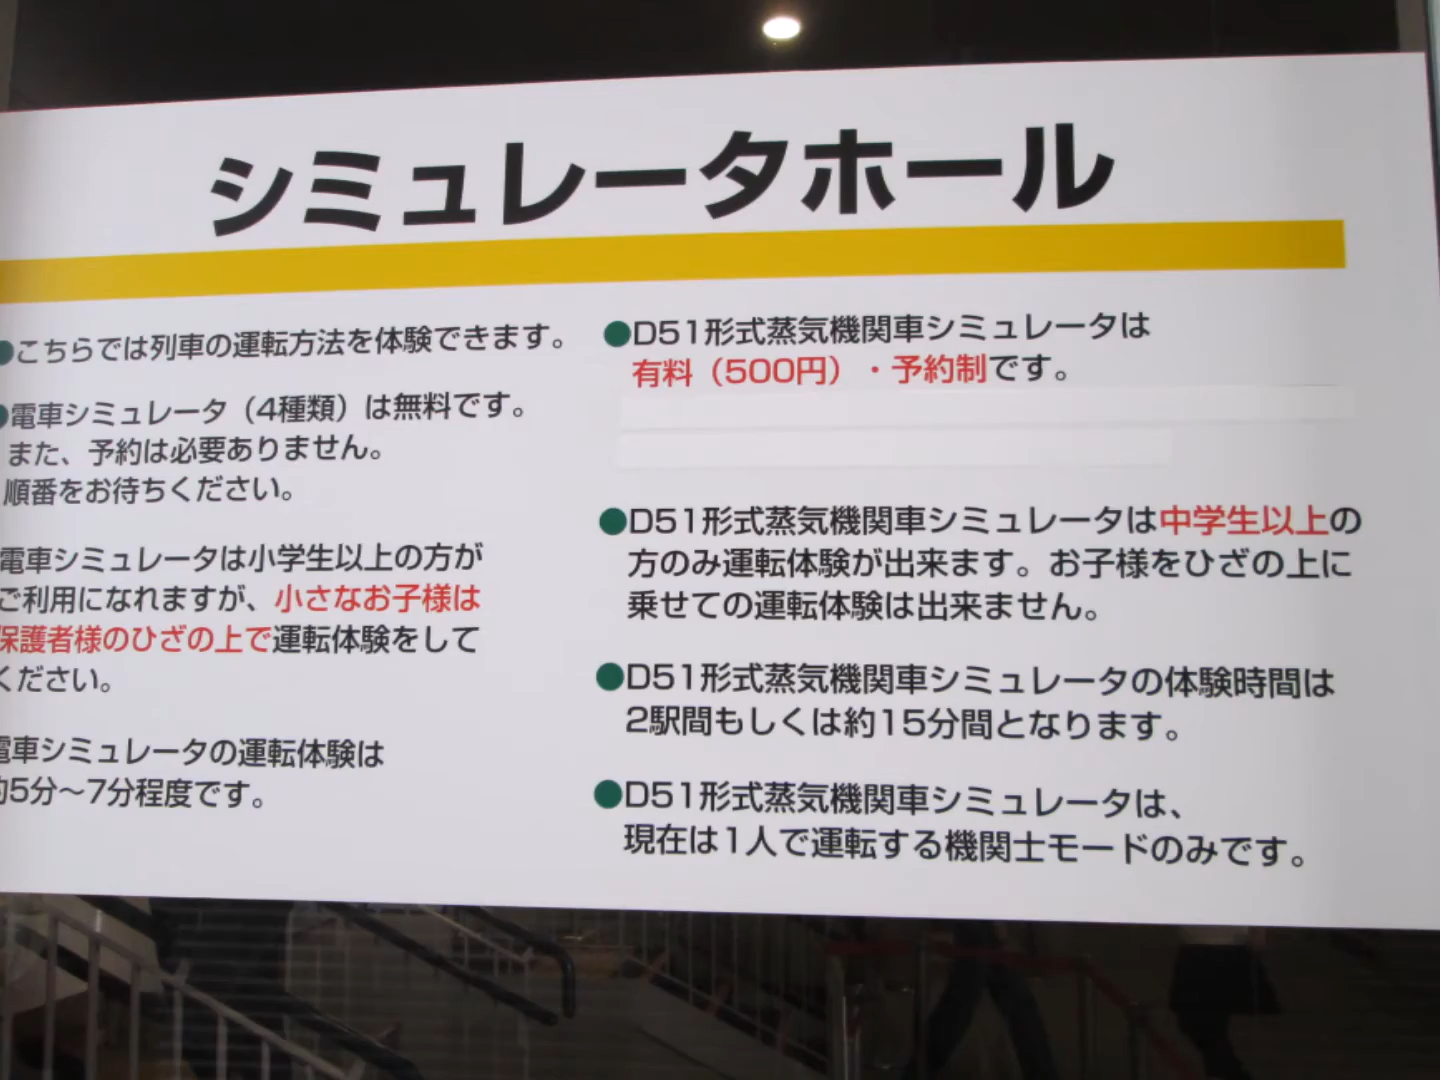 シミュレータホール
●こちらでは列車の運転方法を体験できます。
●電車シミュレータ（4種類）は無料です。
また、予約は必要ありません。
順番をお待ちください。
電車シミュレータは小学生以上の方が
ご利用になれますが、小さなお子様は
保護者様のひざの上で運転体験をして
ください。
電車シミュレータの運転体験は
約5分～7分程度です。
●D51形式蒸気機関車シミュレータは
有料（500円）・予約制です。
●D51形式蒸気機関車シミュレータは中学生以上の
方のみ運転体験が出来ます。お子様をひざの上に
乗せての運転体験は出来ません。
●D51形式蒸気機関車シミュレータの体験時間は
2駅間もしくは約15分間となります。
●D51形式蒸気機関車シミュレータは、
現在は1人で運転する機関士モードのみです。